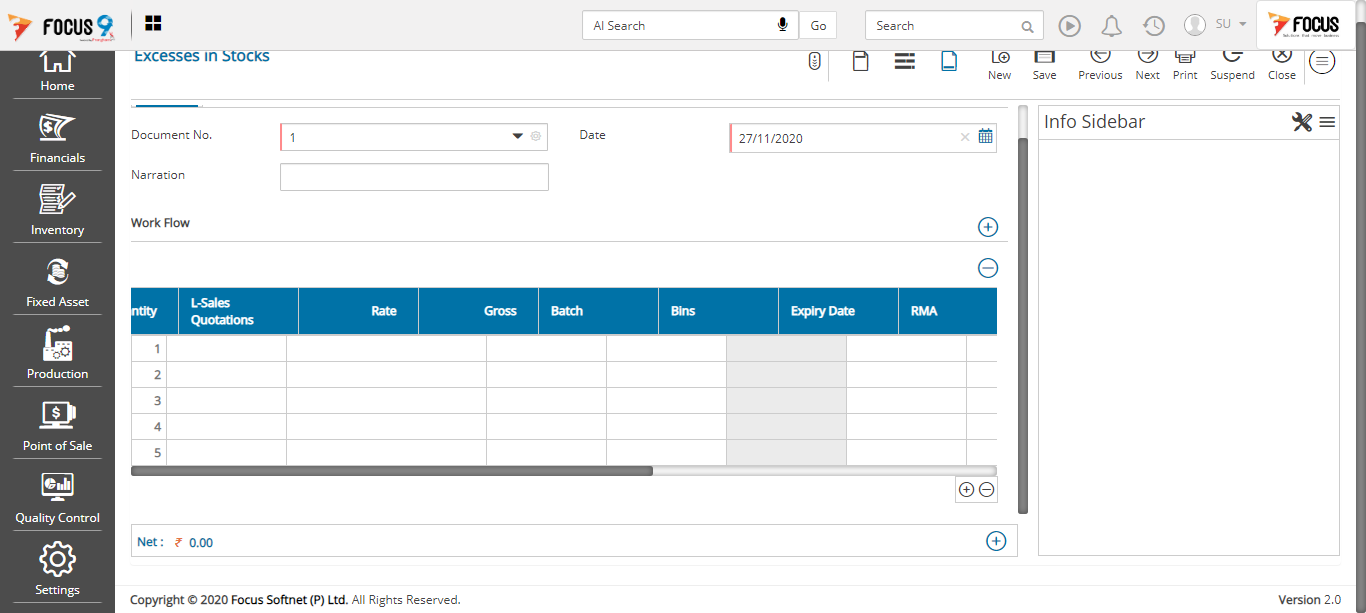 FOCUS 9
AI Search
Go
Search
SU
FOCUS
Home
Financials
Inventory
Fixed Asset
Production
Point of Sale
Quality Control
Settings
Excesses in Stocks
New
Save
Previous
Next
Print
Suspend
Close
Document No.
1
Date
27/11/2020
Narration
Work Flow
ntity
L-Sales
Quotations
Rate
Gross
Batch
Bins
Expiry Date
RMA
1
2
3
4
5
Net : ₹ 0.00
Info Sidebar
Copyright © 2020 Focus Softnet (P) Ltd. All Rights Reserved.
Version 2.0